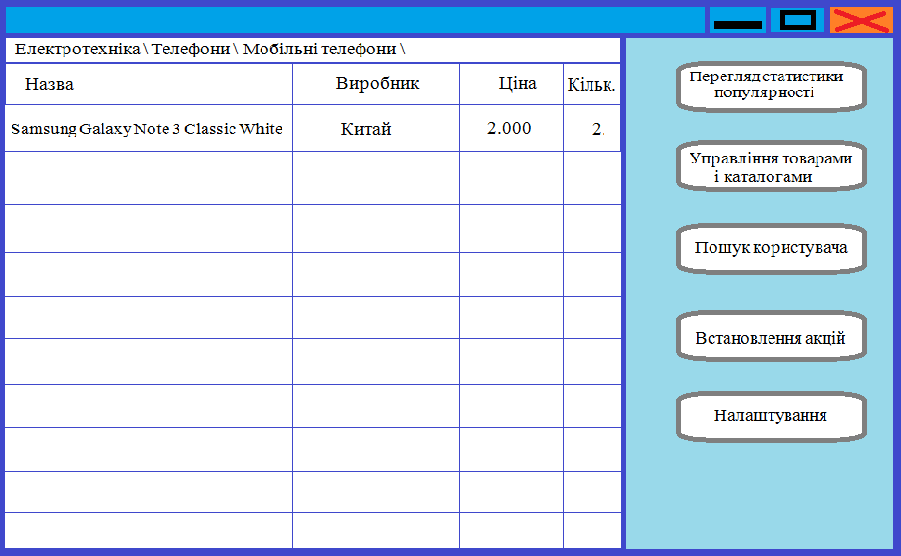 Електротехніка \ Телефони \ Мобільні телефони \
Назва Виробник Ціна Кільк.
Samsung Galaxy Note 3 Classic White Китай 2.000 2.
Перегляд статистики
популярності
Управління товарами
і каталогами
Пошук користувача
Встановлення акцій
Налаштування